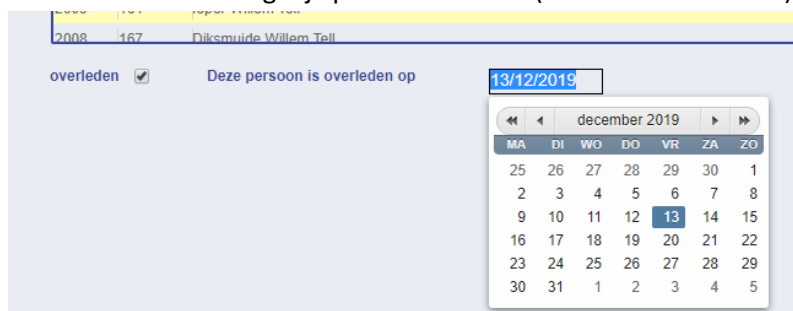 2008 167 Diksmuide Willem Tell
overleden Deze persoon is overleden op 13/12/2019
december 2019
MA DI WO DO VR ZA ZO
25 26 27 28 29 30 1
2 3 4 5 6 7 8
9 10 11 12 13 14 15
16 17 18 19 20 21 22
23 24 25 26 27 28 29
30 31 1 2 3 4 5